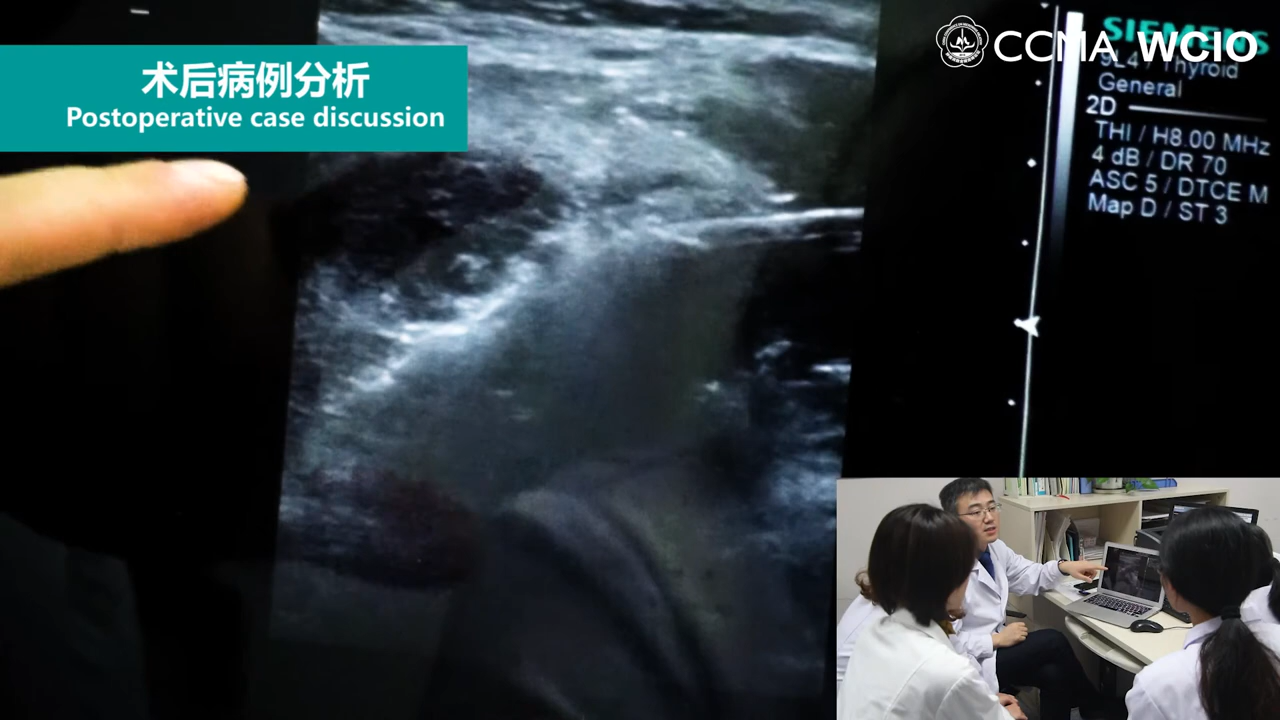 术后病例分析
Postoperative case discussion
CCMA WCIO
SIEMENS
9L4 / Thyroid
General
2D
THI / H8.00 MHz
4 dB / DR 70
ASC 5 / DTCE M
Map D / ST 3